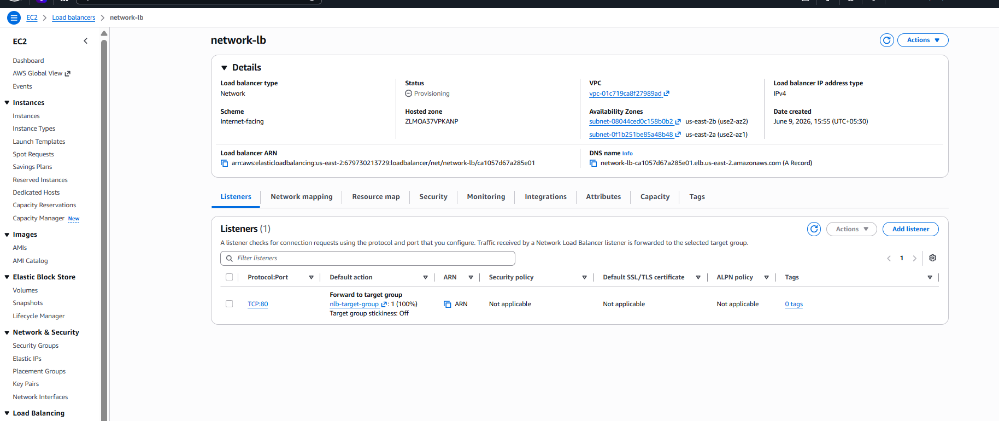 EC2 > Load balancers > network-lb
EC2
Dashboard
AWS Global View
Events
Instances
Instances
Instance Types
Launch Templates
Spot Requests
Savings Plans
Reserved Instances
Dedicated Hosts
Capacity Reservations
Capacity Manager New
Images
AMIs
AMI Catalog
Elastic Block Store
Volumes
Snapshots
Lifecycle Manager
Network & Security
Security Groups
Elastic IPs
Placement Groups
Key Pairs
Network Interfaces
Load Balancing
network-lb
Actions
Details
Load balancer type
Network
Status
Provisioning
VPC
vpc-01c719ca8f27989ad
Load balancer IP address type
IPv4
Scheme
Internet-facing
Hosted zone
ZLMOA37VPKANP
Availability Zones
subnet-08044ced0c158b0b2 us-east-2b (use2-az2)
subnet-0f1b251be85a48b48 us-east-2a (use2-az1)
Date created
June 9, 2026, 15:55 (UTC+05:30)
Load balancer ARN
arn:aws:elasticloadbalancing:us-east-2:679730213729:loadbalancer/net/network-lb/ca1057d67a285e01
DNS name Info
network-lb-ca1057d67a285e01.elb.us-east-2.amazonaws.com (A Record)
Listeners Network mapping Resource map Security Monitoring Integrations Attributes Capacity Tags
Listeners (1)
Actions
Add listener
A listener checks for connection requests using the protocol and port that you configure. Traffic received by a Network Load Balancer listener is forwarded to the selected target group.
Filter listeners
1
Protocol:Port Default action ARN Security policy Default SSL/TLS certificate ALPN policy Tags
TCP:80
Forward to target group
nlb-target-group : 1 (100%)
Target group stickiness: Off
ARN
Not applicable
Not applicable
Not applicable
0 tags